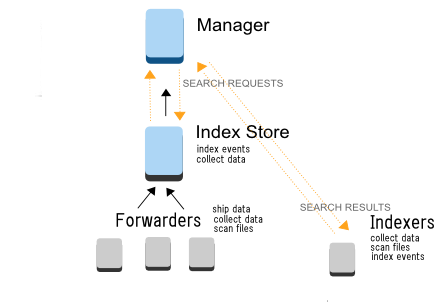 Manager
SEARCH REQUESTS
Index Store
index events
collect data
Forwarders
ship data
collect data
scan files
SEARCH RESULTS
Indexers
collect data
scan files
index events